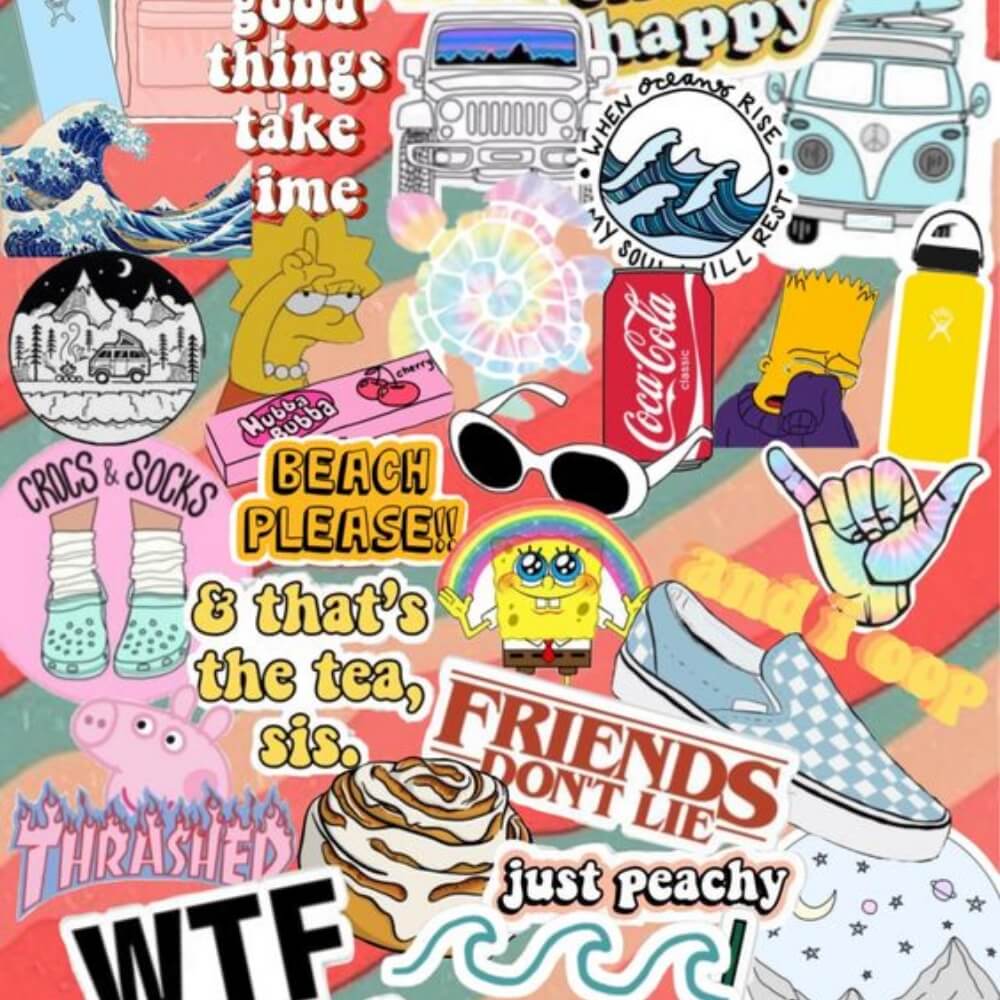 good
things
take
ime
happy
WHEN oceans RISE
MY SOUL WILL REST
Coca-Cola
classic
cherry
Hubba
Bubba
CROCS & SOCKS
BEACH
PLEASE!!
& that's
the tea,
sis.
and i oop
FRIENDS
DON'T LIE
THRASHED
just peachy
WTF